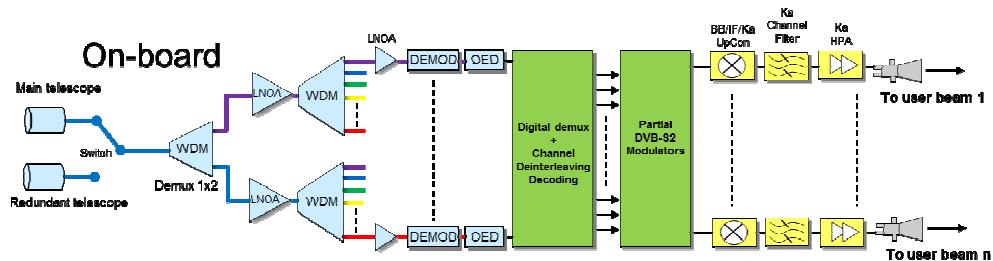 On-board
Main telescope
Switch
Redundant telescope
WDM
Demux 1x2
LNOA
WDM
LNOA
WDM
LNOA
DEMOD
OED
DEMOD
OED
Digital demux
+
Channel
Deinterleaving
Decoding
Partial
DVB-S2
Modulators
BB/IF/Ka
UpCon
Ka
Channel
Filter
Ka
HPA
To user beam 1
To user beam n